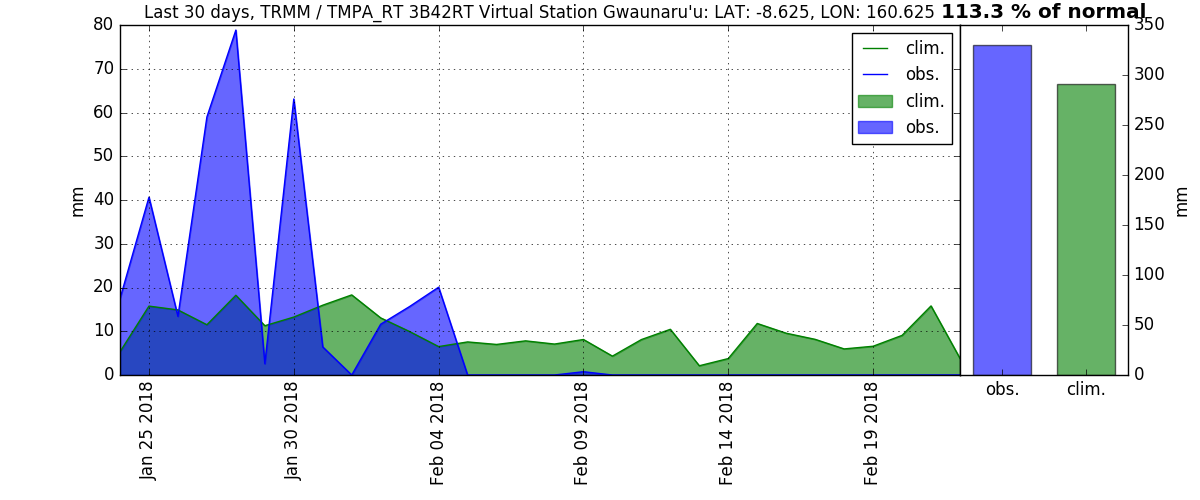 Last 30 days, TRMM / TMPA_RT 3B42RT Virtual Station Gwaunaru'u: LAT: -8.625, LON: 160.625 113.3 % of normal
80
70
60
50
40
30
20
10
0
mm
clim.
obs.
clim.
obs.
350
300
250
200
150
100
50
0
mm
obs. clim.
Jan 25 2018
Jan 30 2018
Feb 04 2018
Feb 09 2018
Feb 14 2018
Feb 19 2018